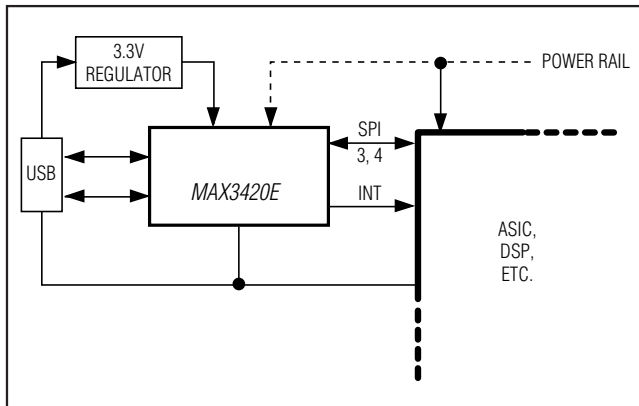 3.3V
REGULATOR
POWER RAIL
SPI
3, 4
USB
MAX3420E
INT
ASIC,
DSP,
ETC.